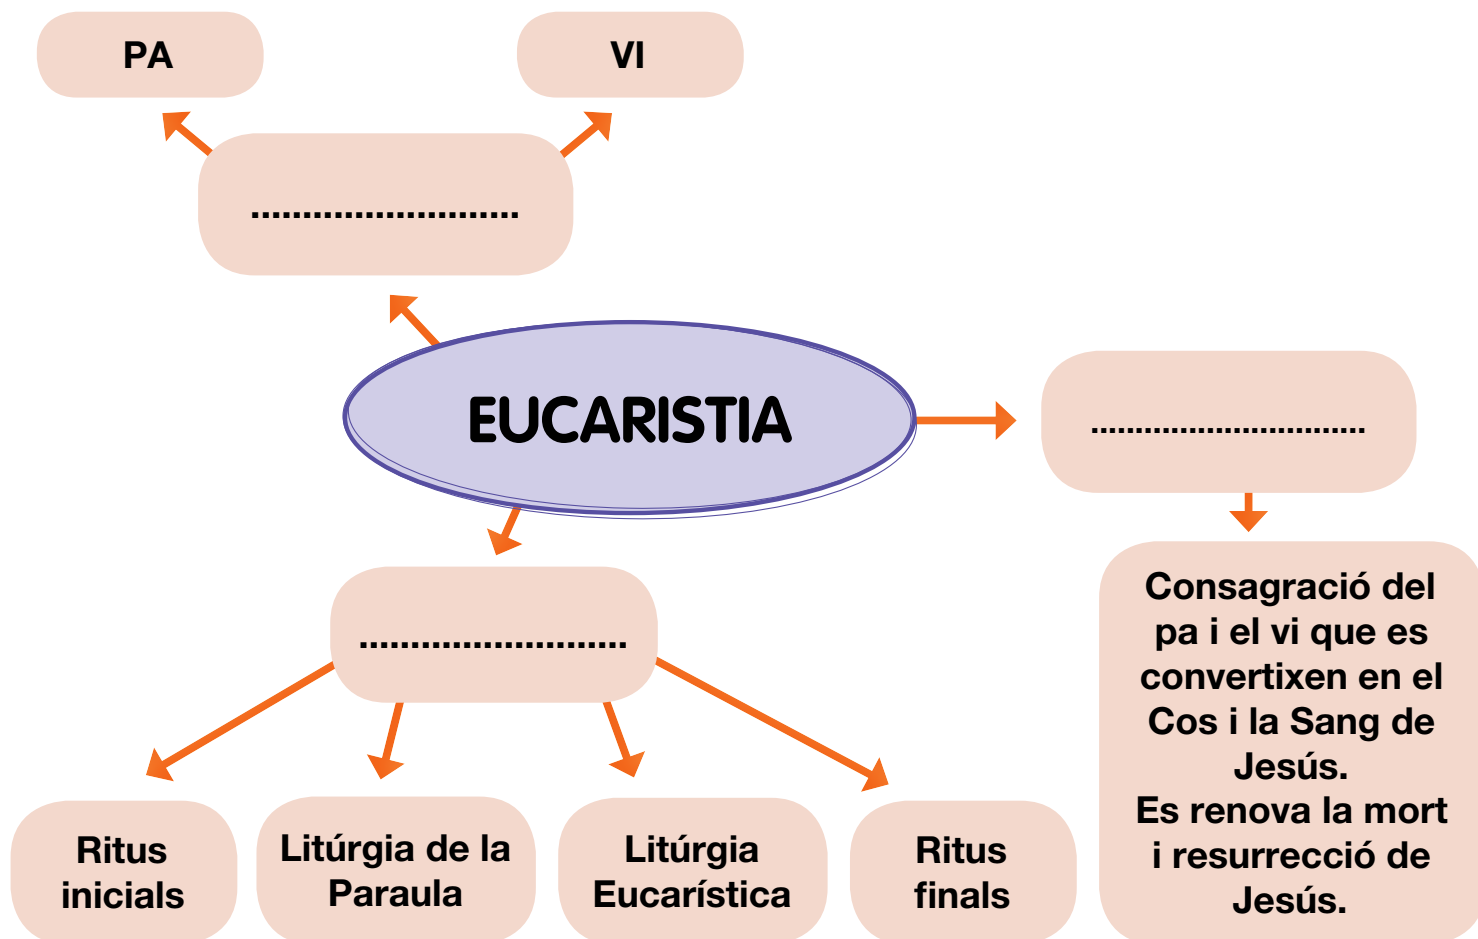 PA
VI
..........................
EUCARISTIA
..............................
..........................
Consagració del
pa i el vi que es
convertixen en el
Cos i la Sang de
Jesús.
Es renova la mort
i resurrecció de
Jesús.
Ritus
inicials
Litúrgia de la
Paraula
Litúrgia
Eucarística
Ritus
finals